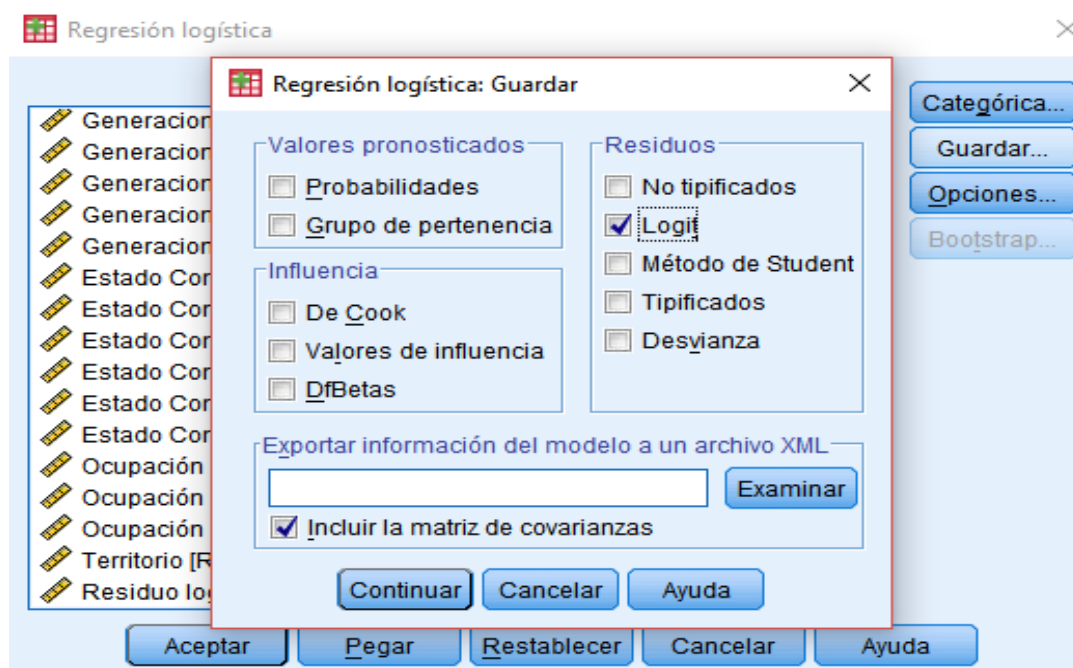 Regresión logística
Regresión logística: Guardar
Generacion
Generacion
Generacion
Generacion
Generacion
Estado Cor
Estado Cor
Estado Cor
Estado Cor
Estado Cor
Estado Cor
Ocupación
Ocupación
Ocupación
Territorio [R
Residuo lo
Valores pronosticados
Probabilidades
Grupo de pertenencia
Influencia
De Cook
Valores de influencia
DfBetas
Residuos
No tipificados
Logit
Método de Student
Tipificados
Desvianza
Exportar información del modelo a un archivo XML
Examinar
Incluir la matriz de covarianzas
Continuar
Cancelar
Ayuda
Categórica...
Guardar...
Opciones...
Bootstrap...
Aceptar
Pegar
Restablecer
Cancelar
Ayuda